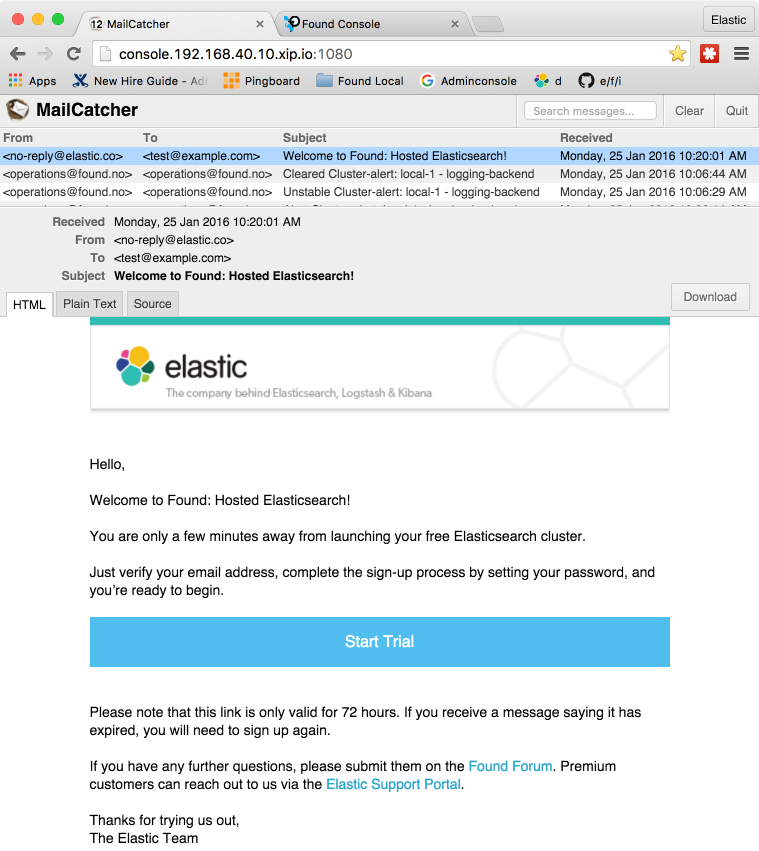 12 MailCatcher
Found Console
Elastic
console.192.168.40.10.xip.io:1080
Apps
New Hire Guide - Ad
Pingboard
Found Local
Adminconsole
d
e/f/i
MailCatcher
Search messages...
Clear
Quit
From To Subject Received
<no-reply@elastic.co> <test@example.com> Welcome to Found: Hosted Elasticsearch! Monday, 25 Jan 2016 10:20:01 AM
<operations@found.no> <operations@found.no> Cleared Cluster-alert: local-1 - logging-backend Monday, 25 Jan 2016 10:06:44 AM
<operations@found.no> <operations@found.no> Unstable Cluster-alert: local-1 - logging-backend Monday, 25 Jan 2016 10:06:29 AM
Received Monday, 25 Jan 2016 10:20:01 AM
From <no-reply@elastic.co>
To <test@example.com>
Subject Welcome to Found: Hosted Elasticsearch!
HTML
Plain Text
Source
Download
elastic
The company behind Elasticsearch, Logstash & Kibana
Hello,
Welcome to Found: Hosted Elasticsearch!
You are only a few minutes away from launching your free Elasticsearch cluster.
Just verify your email address, complete the sign-up process by setting your password, and
you're ready to begin.
Start Trial
Please note that this link is only valid for 72 hours. If you receive a message saying it has
expired, you will need to sign up again.
If you have any further questions, please submit them on the Found Forum. Premium
customers can reach out to us via the Elastic Support Portal.
Thanks for trying us out,
The Elastic Team